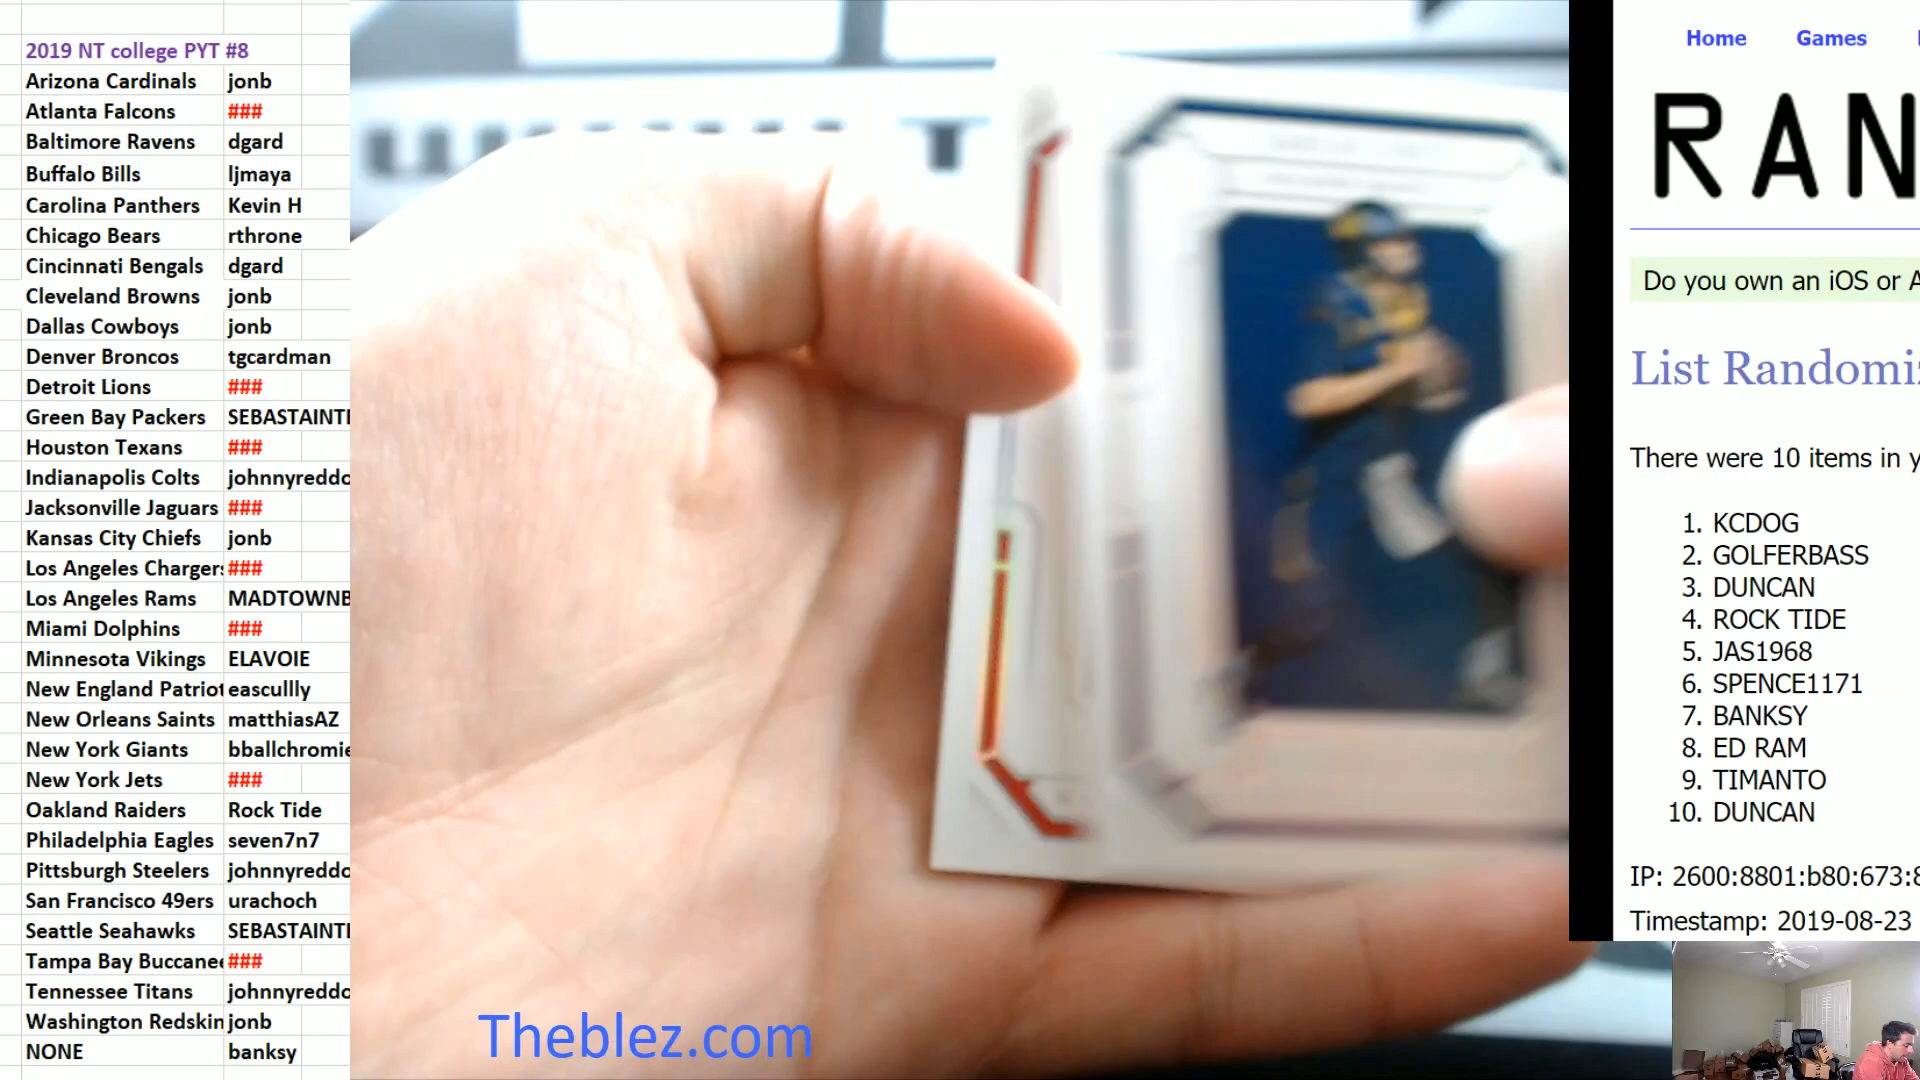 2019 NT college PYT #8
Arizona Cardinals jonb
Atlanta Falcons ###
Baltimore Ravens dgard
Buffalo Bills ljmaya
Carolina Panthers Kevin H
Chicago Bears rthrone
Cincinnati Bengals dgard
Cleveland Browns jonb
Dallas Cowboys jonb
Denver Broncos tgcardman
Detroit Lions ###
Green Bay Packers SEBASTAINTI
Houston Texans ###
Indianapolis Colts johnnyreddo
Jacksonville Jaguars ###
Kansas City Chiefs jonb
Los Angeles Chargers ###
Los Angeles Rams MADTOWNB
Miami Dolphins ###
Minnesota Vikings ELAVOIE
New England Patriot eascullly
New Orleans Saints matthiasAZ
New York Giants bballchromie
New York Jets ###
Oakland Raiders Rock Tide
Philadelphia Eagles seven7n7
Pittsburgh Steelers johnnyreddo
San Francisco 49ers urachoch
Seattle Seahawks SEBASTAINTI
Tampa Bay Buccanee ###
Tennessee Titans johnnyreddo
Washington Redskin jonb
NONE banksy
Theblez.com
Home Games
RAN
Do you own an iOS or A
List Randomiz
There were 10 items in y
1. KCDOG
2. GOLFERBASS
3. DUNCAN
4. ROCK TIDE
5. JAS1968
6. SPENCE1171
7. BANKSY
8. ED RAM
9. TIMANTO
10. DUNCAN
IP: 2600:8801:b80:673:8
Timestamp: 2019-08-23